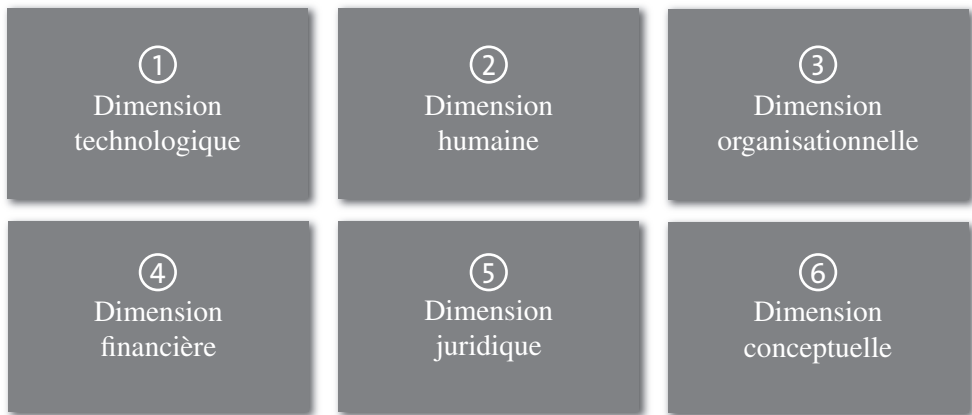 ①
Dimension
technologique
②
Dimension
humaine
③
Dimension
organisationnelle
④
Dimension
financière
⑤
Dimension
juridique
⑥
Dimension
conceptuelle